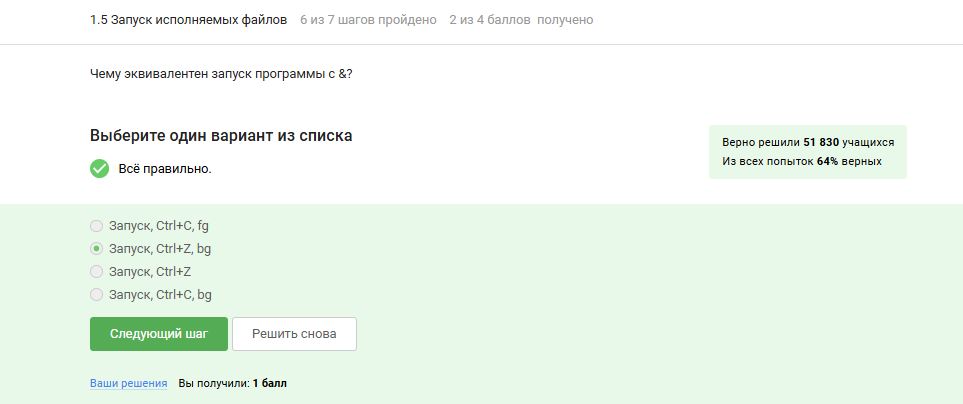 1.5 Запуск исполняемых файлов 6 из 7 шагов пройдено 2 из 4 баллов получено
Чему эквивалентен запуск программы с &?
Выберите один вариант из списка
Всё правильно.
Верно решили 51 830 учащихся
Из всех попыток 64% верных
Запуск, Ctrl+C, fg
Запуск, Ctrl+Z, bg
Запуск, Ctrl+Z
Запуск, Ctrl+C, bg
Следующий шаг Решить снова
Ваши решения Вы получили: 1 балл